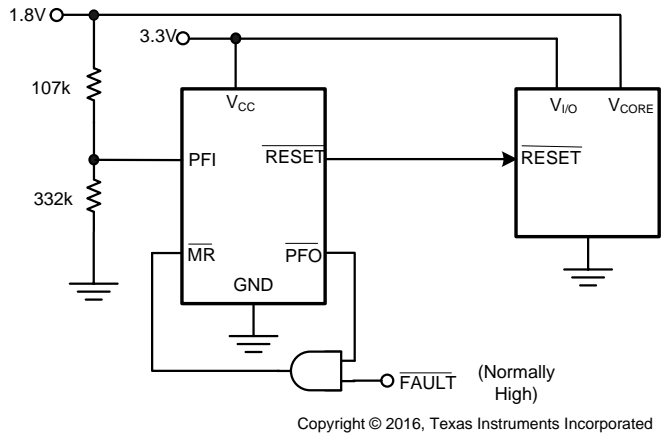 1.8V
3.3V
107k
VCC
VI/O VCORE
PFI
RESET
RESET
332k
MR
PFO
GND
FAULT
(Normally
High)
Copyright © 2016, Texas Instruments Incorporated